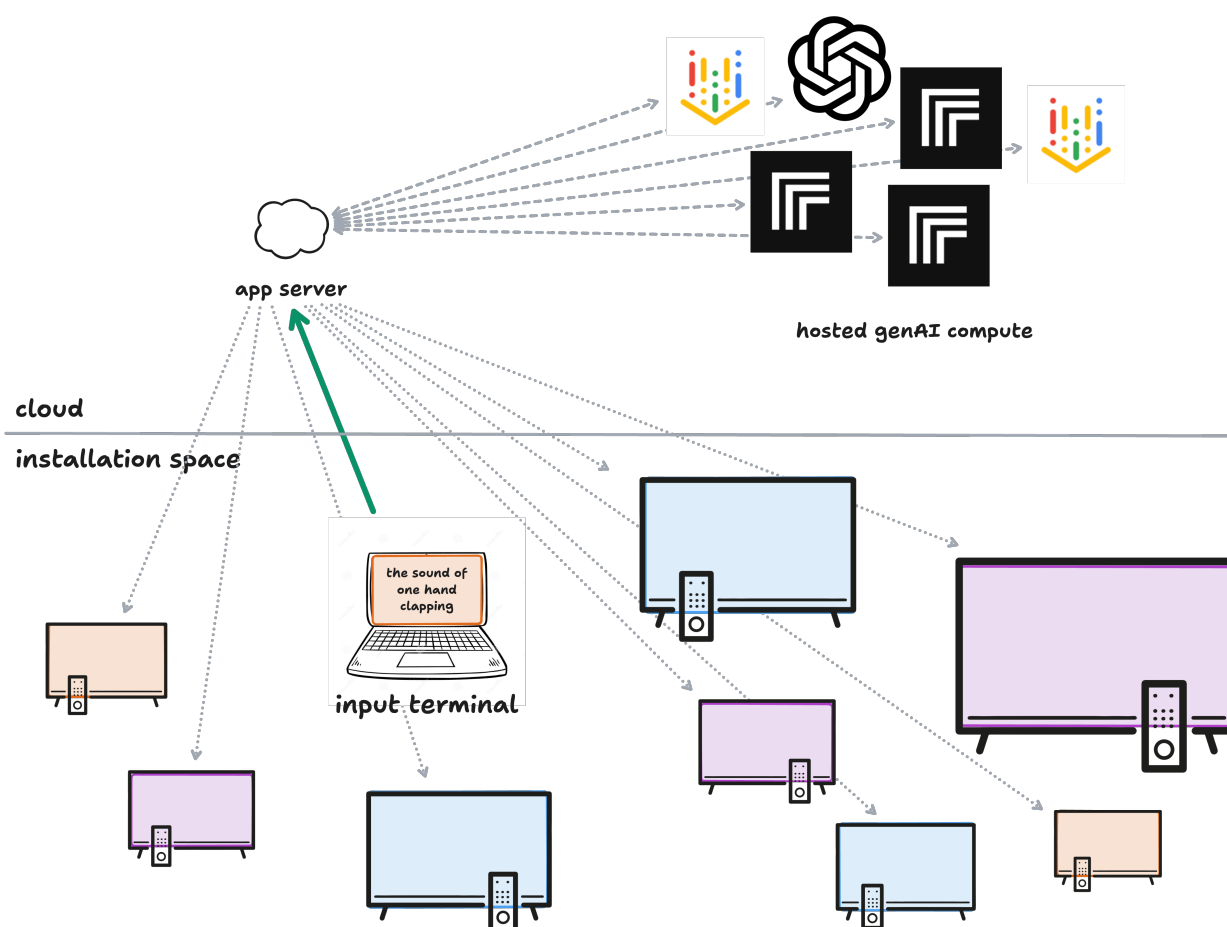 app server
hosted genAI compute
cloud
installation space
the sound of
one hand
clapping
input terminal